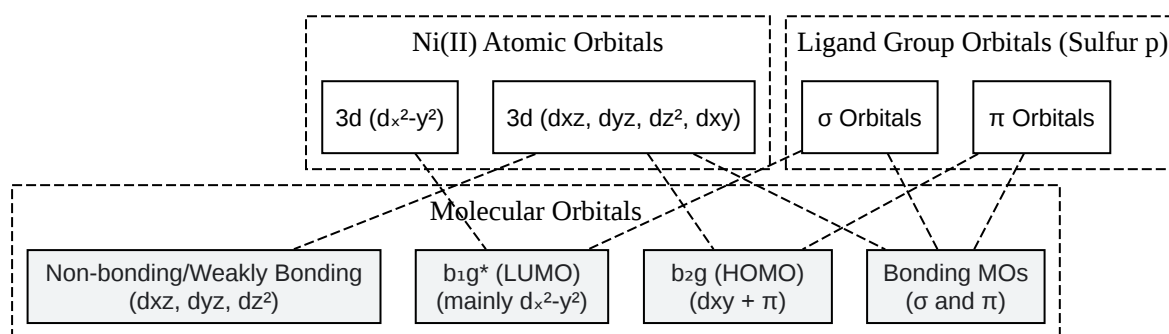 Ni(II) Atomic Orbitals
Ligand Group Orbitals (Sulfur p)
3d (dₓ²-y²)
3d (dxz, dyz, dz², dxy)
σ Orbitals
π Orbitals
Molecular Orbitals
Non-bonding/Weakly Bonding
(dxz, dyz, dz²)
b₁g* (LUMO)
(mainly dₓ²-y²)
b₂g (HOMO)
(dxy + π)
Bonding MOs
(σ and π)